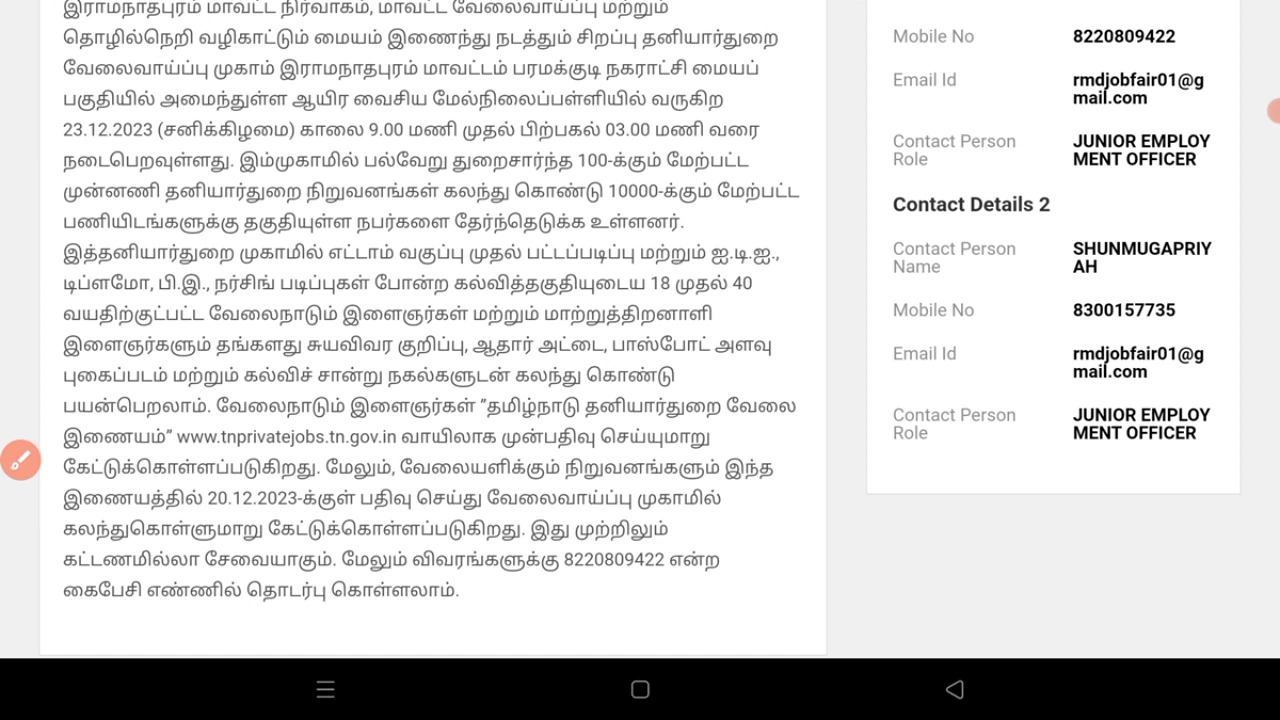 இராமநாதபுரம் மாவட்ட நிர்வாகம், மாவட்ட வேலைவாய்ப்பு மற்றும்
தொழில்நெறி வழிகாட்டும் மையம் இணைந்து நடத்தும் சிறப்பு தனியார்துறை
வேலைவாய்ப்பு முகாம் இராமநாதபுரம் மாவட்டம் பரமக்குடி நகராட்சி மையப்
பகுதியில் அமைந்துள்ள ஆயிர வைசிய மேல்நிலைப்பள்ளியில் வருகிற
23.12.2023 (சனிக்கிழமை) காலை 9.00 மணி முதல் பிற்பகல் 03.00 மணி வரை
நடைபெறவுள்ளது. இம்முகாமில் பல்வேறு துறைசார்ந்த 100-க்கும் மேற்பட்ட
முன்னணி தனியார்துறை நிறுவனங்கள் கலந்து கொண்டு 10000-க்கும் மேற்பட்ட
பணியிடங்களுக்கு தகுதியுள்ள நபர்களை தேர்ந்தெடுக்க உள்ளனர்.
இத்தனியார்துறை முகாமில் எட்டாம் வகுப்பு முதல் பட்டப்படிப்பு மற்றும் ஐ.டி.ஐ.,
டிப்ளமோ, பி.இ., நர்சிங் படிப்புகள் போன்ற கல்வித்தகுதியுடைய 18 முதல் 40
வயதிற்குட்பட்ட வேலைநாடும் இளைஞர்கள் மற்றும் மாற்றுத்திறனாளி
இளைஞர்களும் தங்களது சுயவிவர குறிப்பு, ஆதார் அட்டை, பாஸ்போட் அளவு
புகைப்படம் மற்றும் கல்விச் சான்று நகல்களுடன் கலந்து கொண்டு
பயன்பெறலாம். வேலைநாடும் இளைஞர்கள் ”தமிழ்நாடு தனியார்துறை வேலை
இணையம்” www.tnprivatejobs.tn.gov.in வாயிலாக முன்பதிவு செய்யுமாறு
கேட்டுக்கொள்ளப்படுகிறது. மேலும், வேலையளிக்கும் நிறுவனங்களும் இந்த
இணையத்தில் 20.12.2023-க்குள் பதிவு செய்து வேலைவாய்ப்பு முகாமில்
கலந்துகொள்ளுமாறு கேட்டுக்கொள்ளப்படுகிறது. இது முற்றிலும்
கட்டணமில்லா சேவையாகும். மேலும் விவரங்களுக்கு 8220809422 என்ற
கைபேசி எண்ணில் தொடர்பு கொள்ளலாம்.
Mobile No 8220809422
Email Id rmdjobfair01@g
mail.com
Contact Person JUNIOR EMPLOY
Role MENT OFFICER
Contact Details 2
Contact Person SHUNMUGAPRIY
Name AH
Mobile No 8300157735
Email Id rmdjobfair01@g
mail.com
Contact Person JUNIOR EMPLOY
Role MENT OFFICER